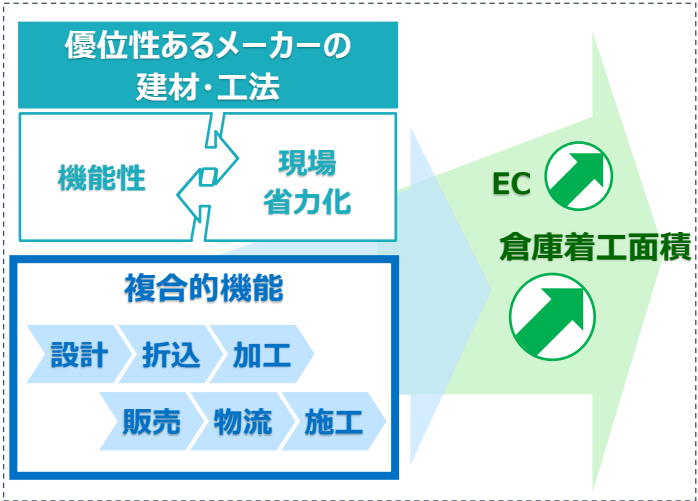 優位性あるメーカーの
建材・工法
機能性
現場
省力化
複合的機能
設計
折込
加工
販売
物流
施工
EC
倉庫着工面積